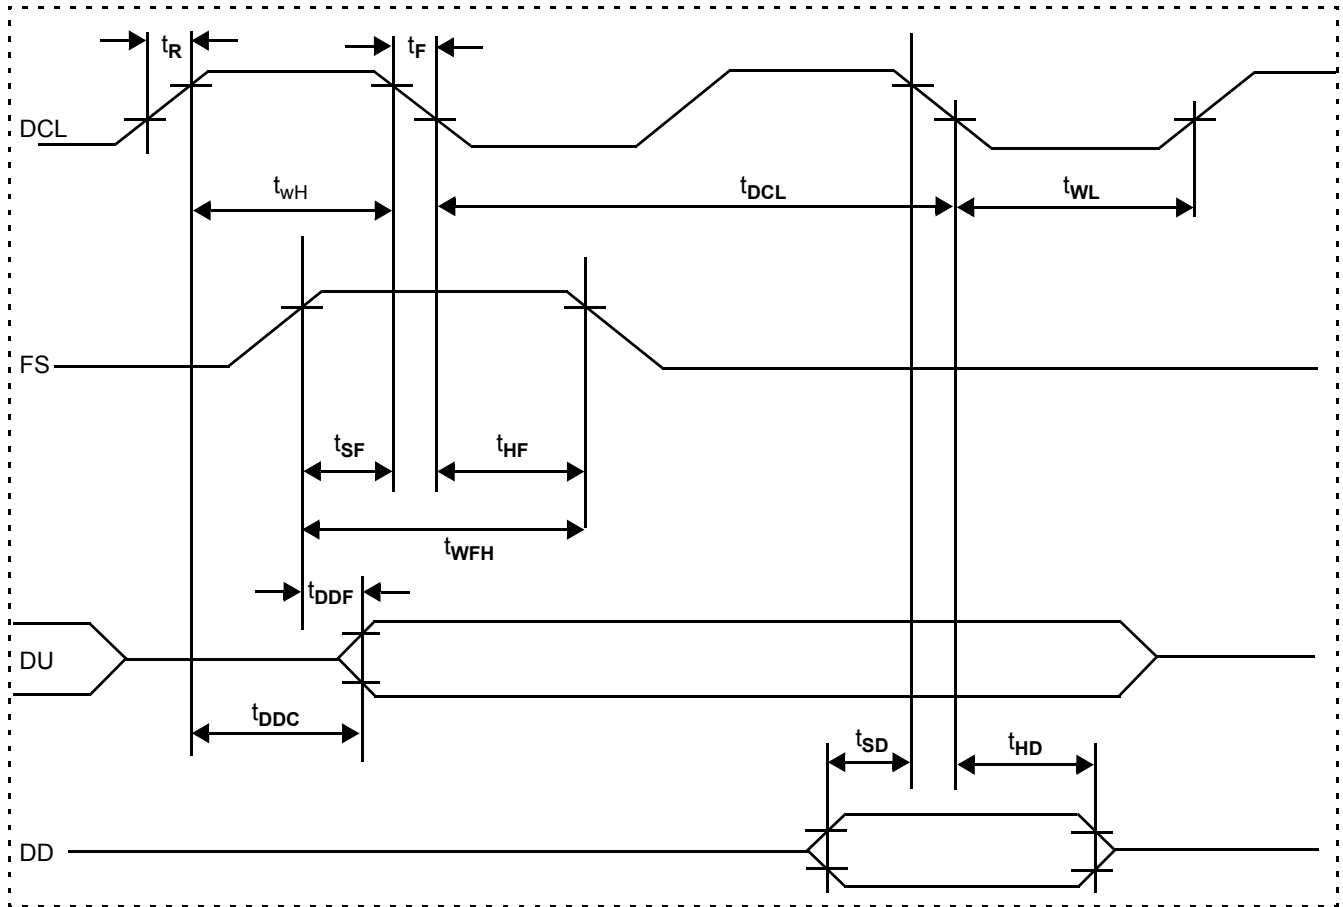 tR
tF
DCL
twH
tDCL
tWL
FS
tSF
tHF
tWFH
tDDF
DU
tDDC
tSD
tHD
DD